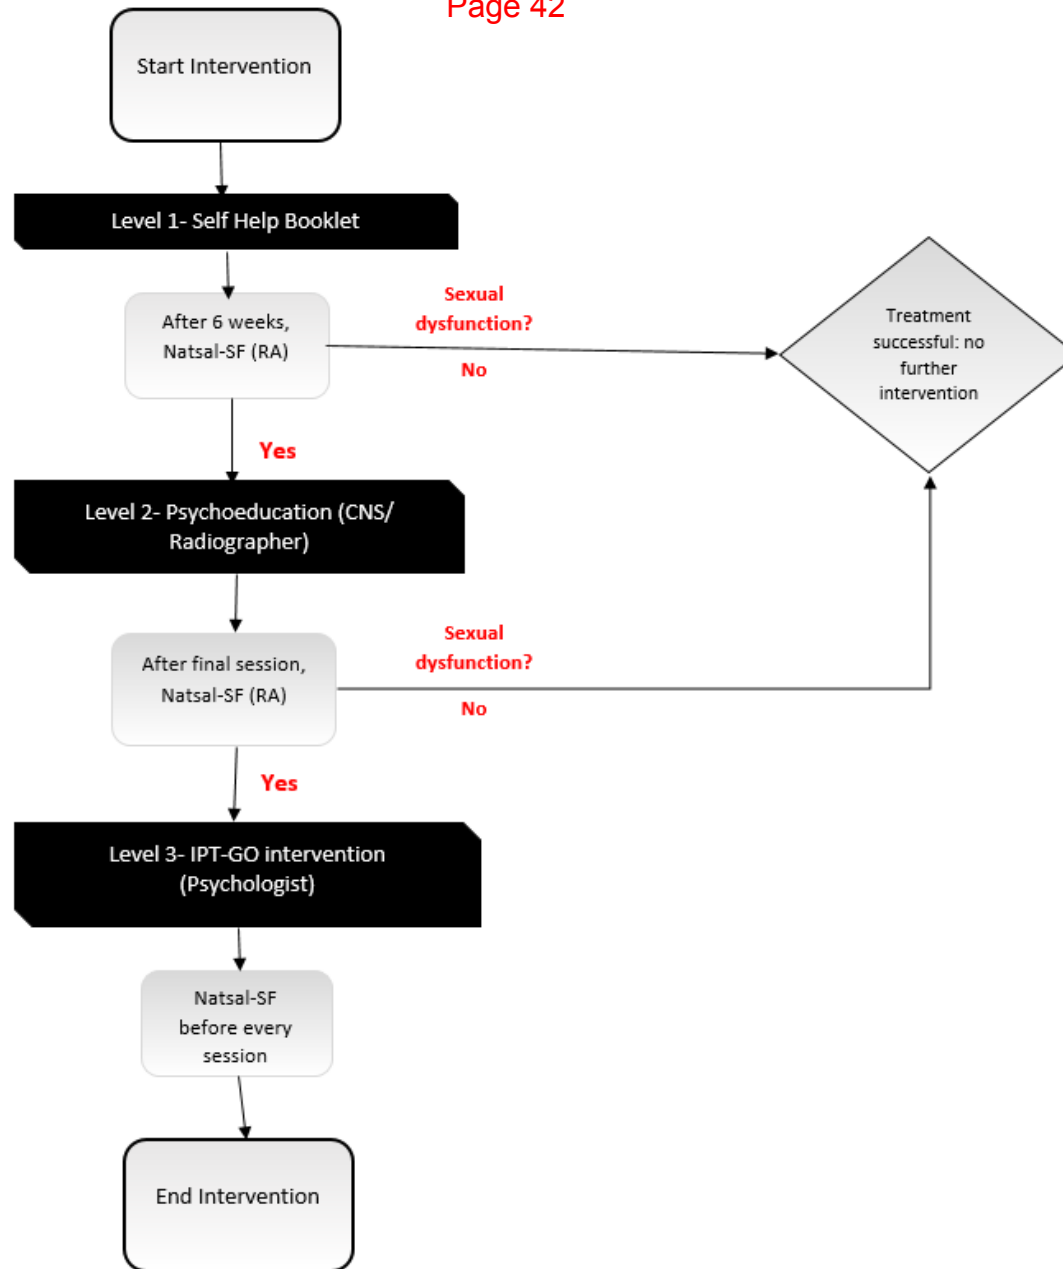 Page 42
Start Intervention
Level 1- Self Help Booklet
After 6 weeks,
Natsal-SF (RA)
Sexual
dysfunction?
No
Treatment
successful: no
further
intervention
Yes
Level 2- Psychoeducation (CNS/
Radiographer)
After final session,
Natsal-SF (RA)
Sexual
dysfunction?
No
Yes
Level 3- IPT-GO intervention
(Psychologist)
Natsal-SF
before every
session
End Intervention